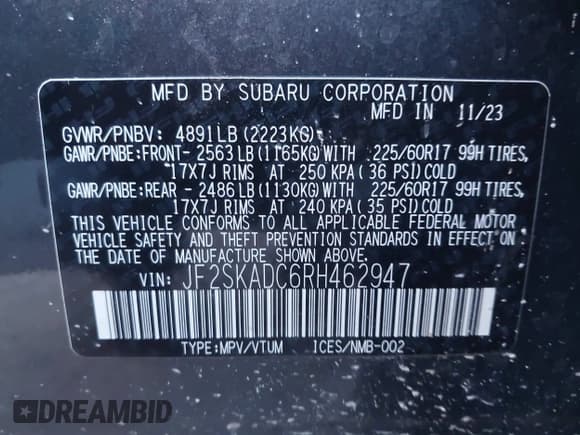 MFD BY SUBARU CORPORATION
MFD IN 11/23
GVWR/PNBV: 4891LB(2223KG)
GAWR/PNBE:FRONT- 2563LB(1165KG)WITH 225/60R17 99H TIRES,
17X7J RIMS AT 250 KPA(36 PSI)COLD
GAWR/PNBE:REAR - 2486LB(1130KG)WITH 225/60R17 99H TIRES,
17X7J RIMS AT 240 KPA(35 PSI)COLD
THIS VEHICLE CONFORMS TO ALL APPLICABLE FEDERAL MOTOR
VEHICLE SAFETY AND THEFT PREVENTION STANDARDS IN EFFECT ON
THE DATE OF MANUFACTURE SHOWN ABOVE.
VIN: JF2SKADC6RH462947
TYPE:MPV/VTUM ICES/NMB-002
DREAMBID